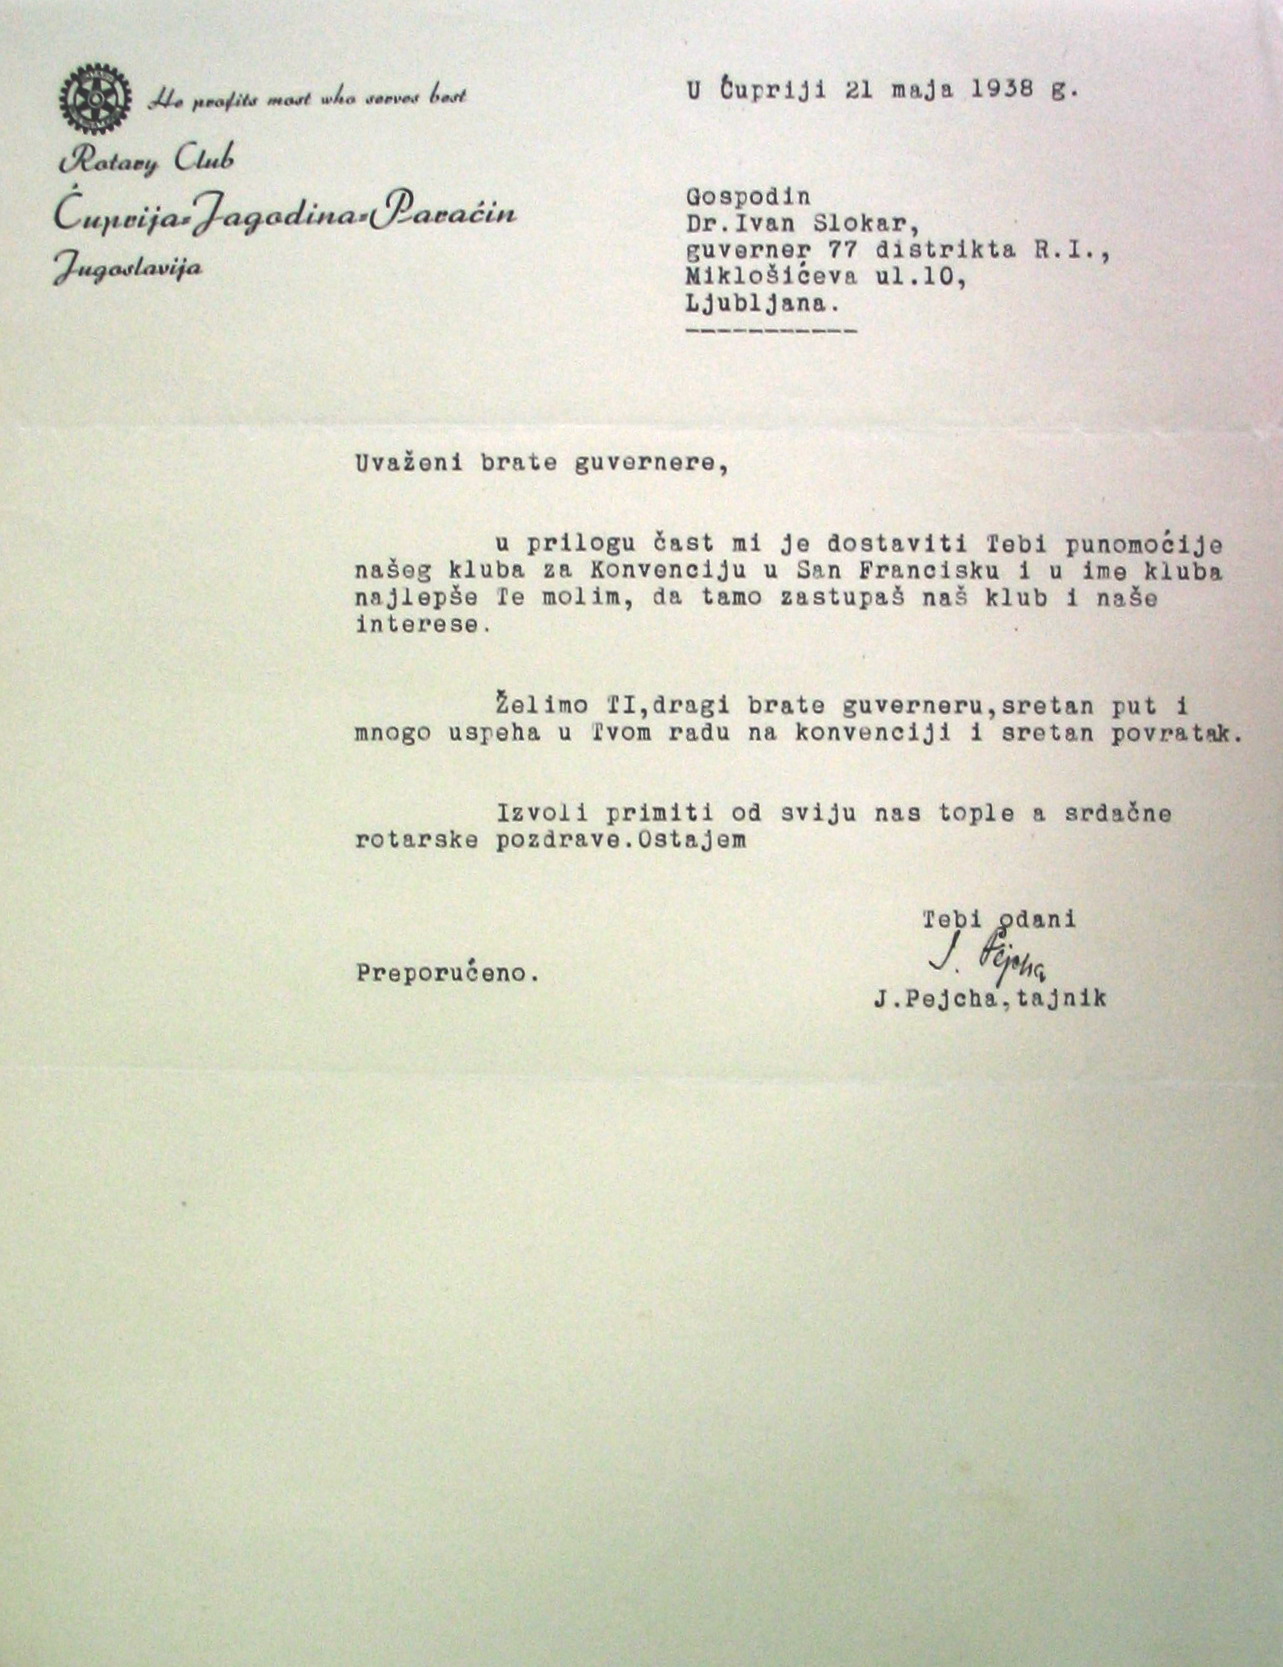 He profits most who serves best
Rotary Club
Ćuprija-Jagodina-Paraćin
Jugoslavija
U Ćupriji 21 maja 1938 g.
Gospodin
Dr.Ivan Slokar,
guverner 77 distrikta R.I.,
Miklošićeva ul.10,
Ljubljana.
-----------
Uvaženi brate guvernere,
u prilogu čast mi je dostaviti Tebi punomoćije
našeg kluba za Konvenciju u San Francisku i u ime kluba
najlepše Te molim, da tamo zastupaš naš klub i naše
interese.
Želimo TI,dragi brate guverneru,sretan put i
mnogo uspeha u Tvom radu na konvenciji i sretan povratak.
Izvoli primiti od sviju nas tople a srdačne
rotarske pozdrave.Ostajem
Tebi odani
J. Pejcha
Preporućeno.
J.Pejcha,tajnik